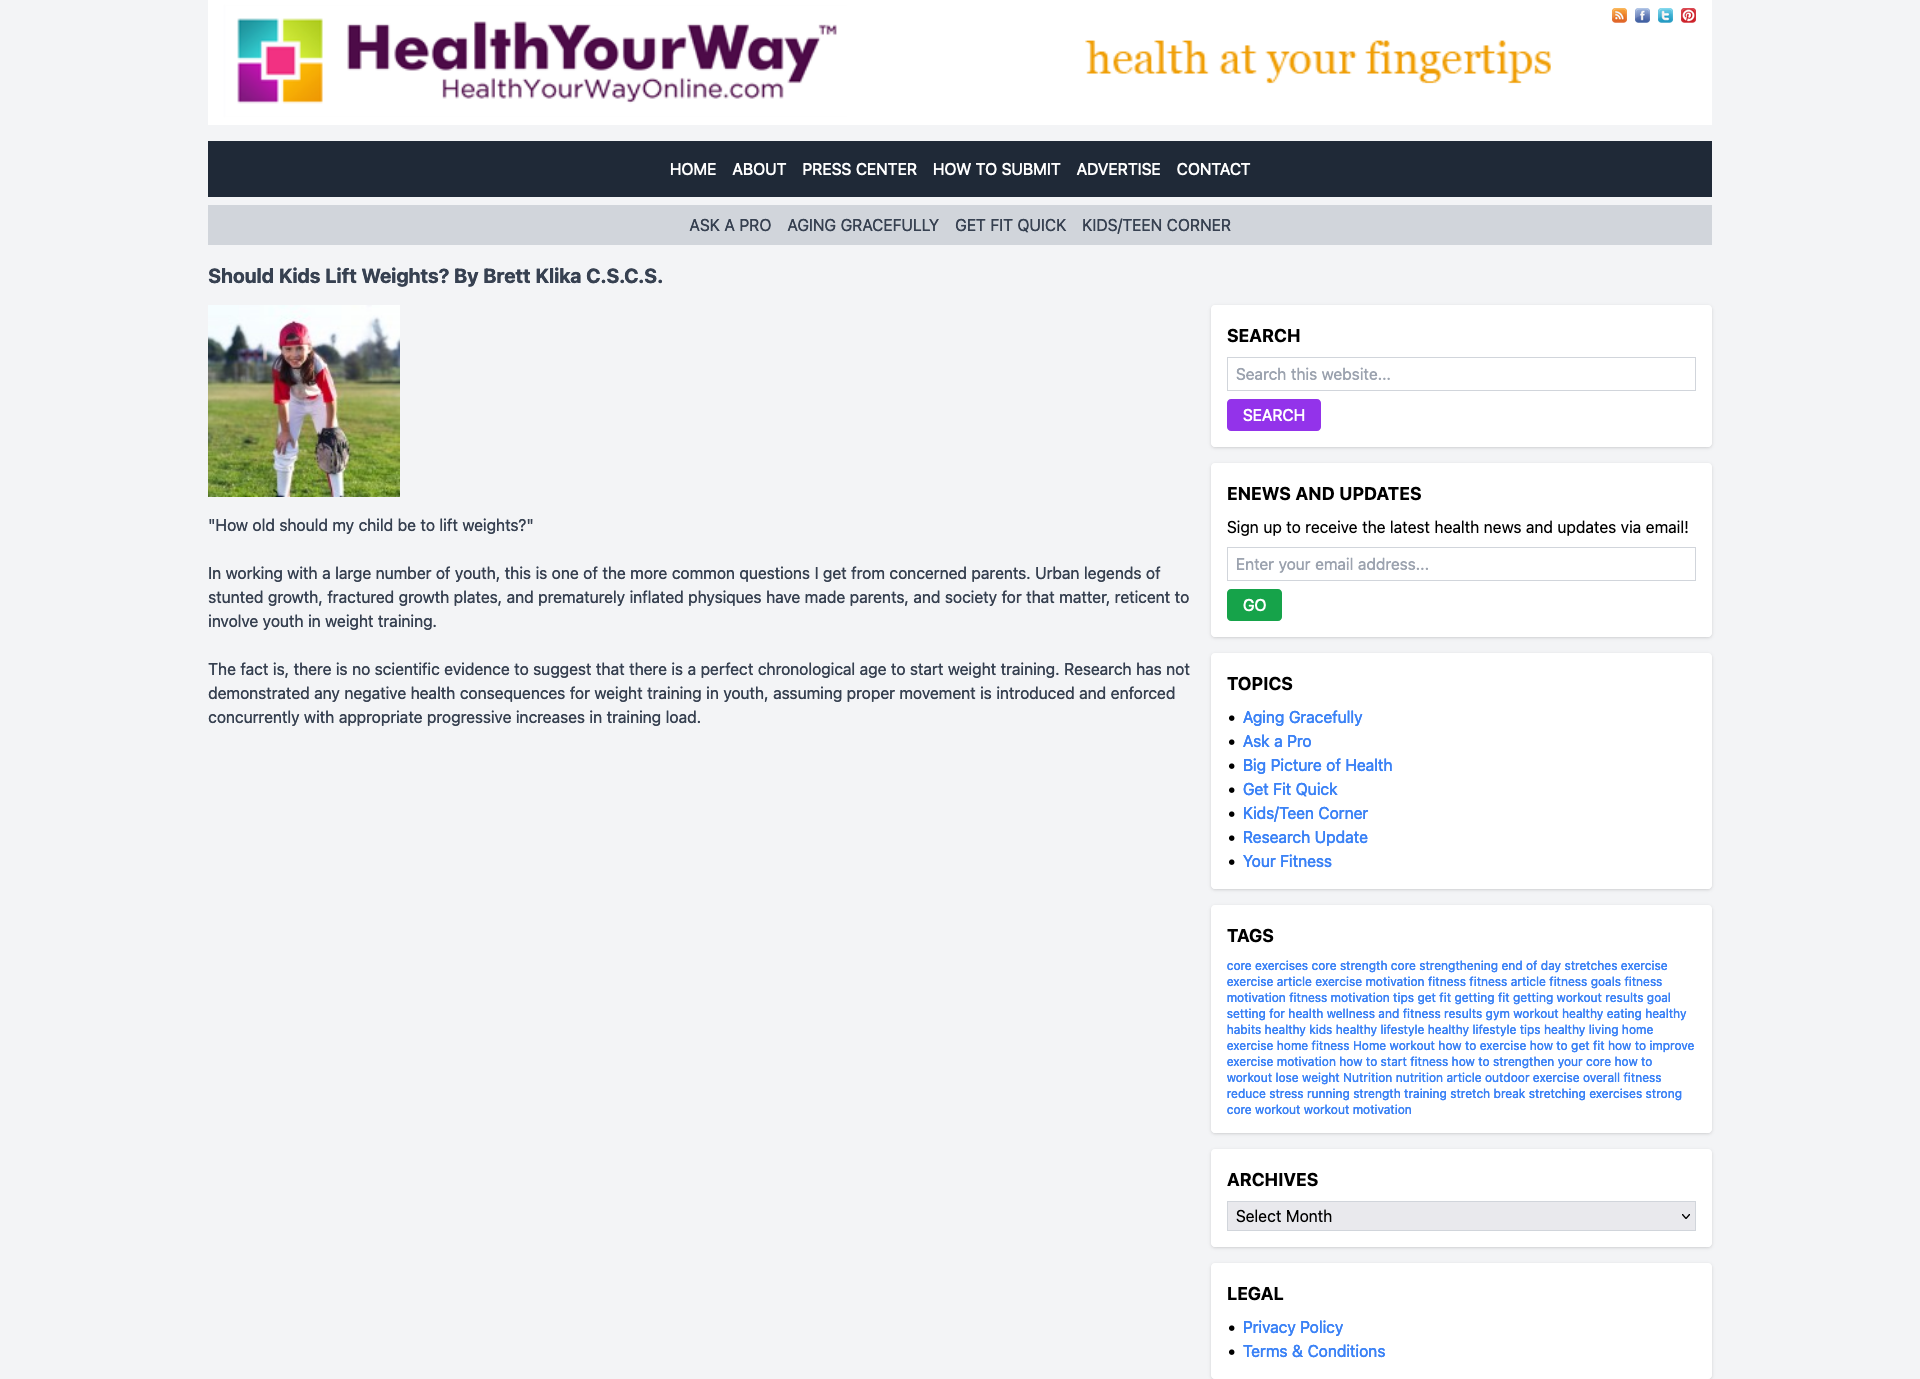 HealthYourWay™
HealthYourWayOnline.com
health at your fingertips
HOME ABOUT PRESS CENTER HOW TO SUBMIT ADVERTISE CONTACT
ASK A PRO AGING GRACEFULLY GET FIT QUICK KIDS/TEEN CORNER
Should Kids Lift Weights? By Brett Klika C.S.C.S.
"How old should my child be to lift weights?"
In working with a large number of youth, this is one of the more common questions I get from concerned parents. Urban legends of
stunted growth, fractured growth plates, and prematurely inflated physiques have made parents, and society for that matter, reticent to
involve youth in weight training.
The fact is, there is no scientific evidence to suggest that there is a perfect chronological age to start weight training. Research has not
demonstrated any negative health consequences for weight training in youth, assuming proper movement is introduced and enforced
concurrently with appropriate progressive increases in training load.
SEARCH
Search this website...
SEARCH
ENEWS AND UPDATES
Sign up to receive the latest health news and updates via email!
Enter your email address...
GO
TOPICS
• Aging Gracefully
• Ask a Pro
• Big Picture of Health
• Get Fit Quick
• Kids/Teen Corner
• Research Update
• Your Fitness
TAGS
core exercises core strength core strengthening end of day stretches exercise
exercise article exercise motivation fitness fitness article fitness goals fitness
motivation fitness motivation tips get fit getting fit getting workout results goal
setting for health wellness and fitness results gym workout healthy eating healthy
habits healthy kids healthy lifestyle healthy lifestyle tips healthy living home
exercise home fitness Home workout how to exercise how to get fit how to improve
exercise motivation how to start fitness how to strengthen your core how to
workout lose weight Nutrition nutrition article outdoor exercise overall fitness
reduce stress running strength training stretch break stretching exercises strong
core workout workout motivation
ARCHIVES
Select Month
LEGAL
• Privacy Policy
• Terms & Conditions